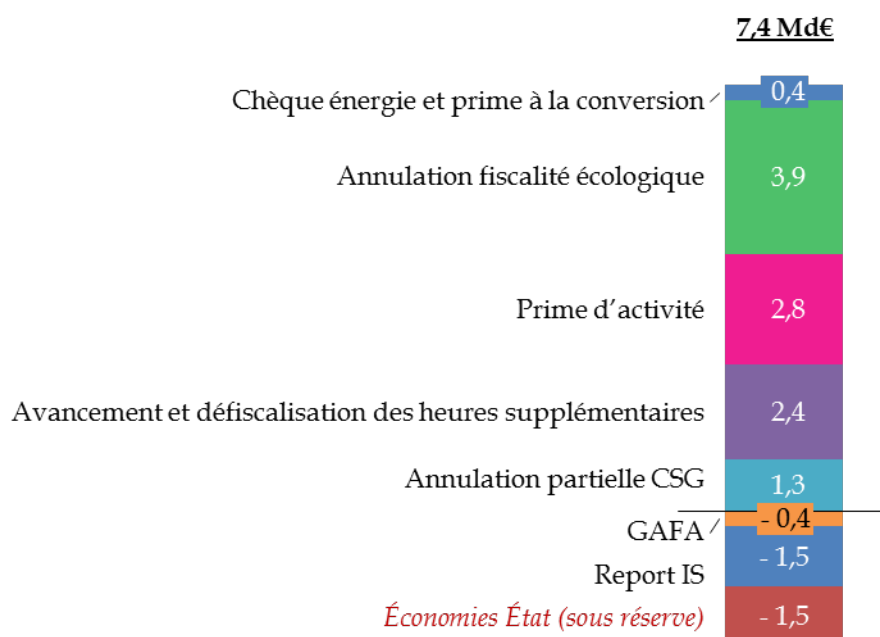 7,4 Md€
Chèque énergie et prime à la conversion 0,4
Annulation fiscalité écologique 3,9
Prime d’activité 2,8
Avancement et défiscalisation des heures supplémentaires 2,4
Annulation partielle CSG 1,3
GAFA - 0,4
Report IS - 1,5
Économies État (sous réserve) - 1,5